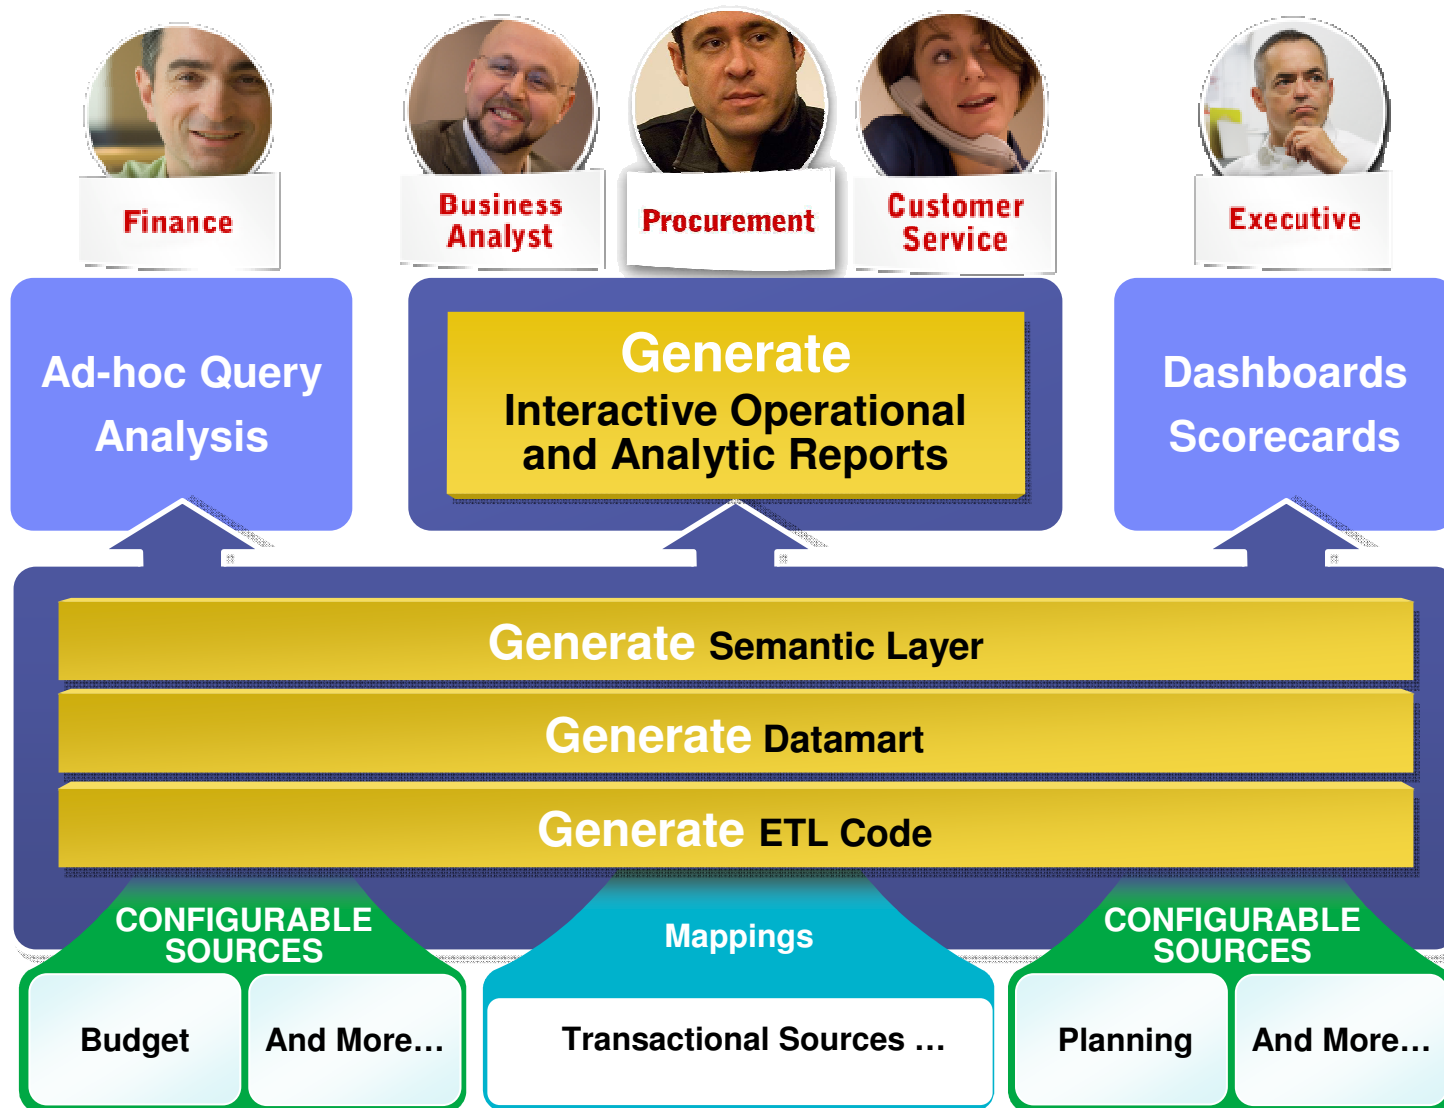 Finance
Business
Analyst
Procurement
Customer
Service
Executive
Ad-hoc Query
Analysis
Generate
Interactive Operational
and Analytic Reports
Dashboards
Scorecards
Generate Semantic Layer
Generate Datamart
Generate ETL Code
CONFIGURABLE
SOURCES
Mappings
CONFIGURABLE
SOURCES
Budget
And More...
Transactional Sources ...
Planning
And More...